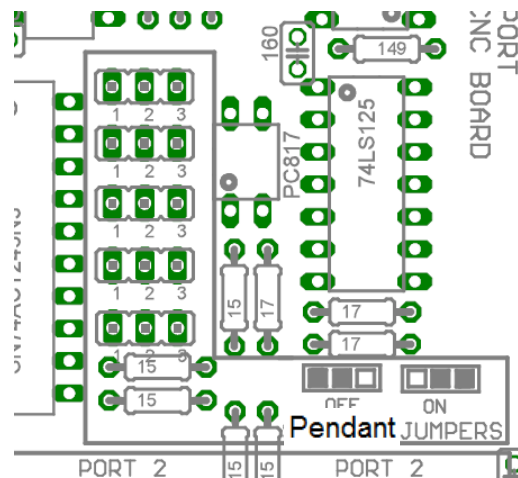 PORT
CNC BOARD
160
149
1 2 3
1 2 3
1 2 3
1 2 3
1 2 3
PC817
74LS125
15
17
17
17
15
15
OFF
ON
Pendant JUMPERS
15
15
PORT 2
PORT 2